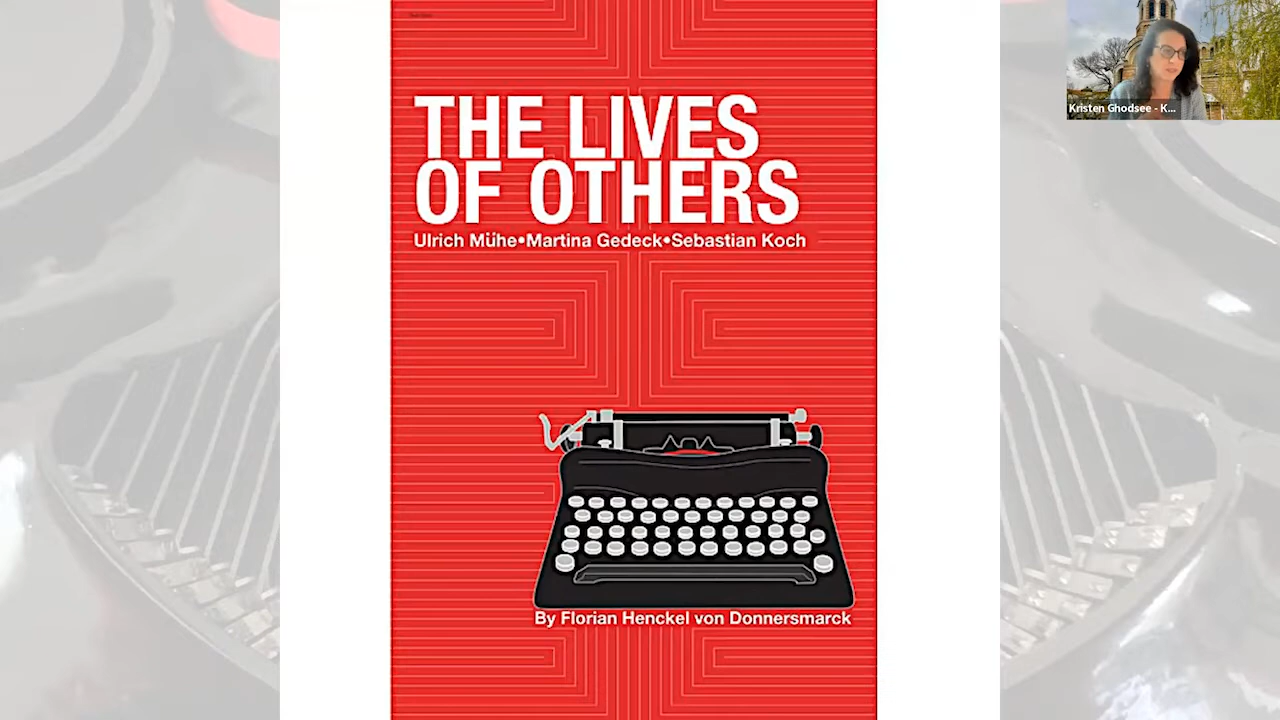 THE LIVES
OF OTHERS
Ulrich Mühe•Martina Gedeck•Sebastian Koch
By Florian Henckel von Donnersmarck
Kristen Ghodsee - K...